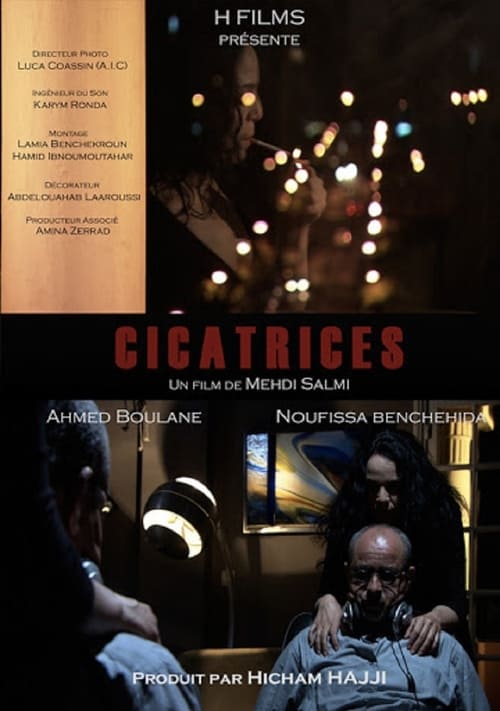 H FILMS
PRÉSENTE
DIRECTEUR PHOTO
LUCA COASSIN (A.I.C)
INGÉNIEUR DU SON
KARYM RONDA
MONTAGE
LAMIA BENCHEKROUN
HAMID IBNOUMOUTAHAR
DÉCORATEUR
ABDELOUAHAB LAAROUSSI
PRODUCTEUR ASSOCIÉ
AMINA ZERRAD
CICATRICES
UN FILM DE MEHDI SALMI
AHMED BOULANE
NOUFISSA BENCHEHIDA
PRODUIT PAR HICHAM HAJJI